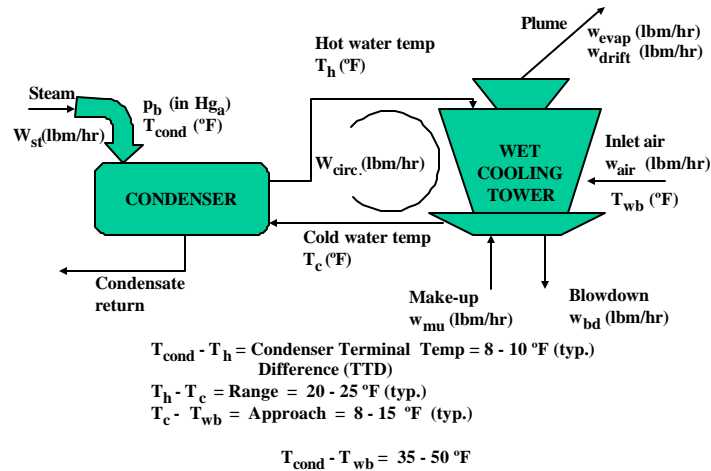 Plume
w_evap (lbm/hr)
w_drift (lbm/hr)
Hot water temp
T_h (ºF)
Steam
W_st(lbm/hr)
p_b (in Hg_a)
T_cond (ºF)
CONDENSER
W_circ.(lbm/hr)
WET
COOLING
TOWER
Inlet air
w_air (lbm/hr)
T_wb (ºF)
Cold water temp
T_c (ºF)
Condensate
return
Make-up
w_mu (lbm/hr)
Blowdown
w_bd (lbm/hr)
T_cond - T_h = Condenser Terminal Temp = 8 - 10 ºF (typ.)
Difference (TTD)
T_h - T_c = Range = 20 - 25 ºF (typ.)
T_c - T_wb = Approach = 8 - 15 ºF (typ.)
T_cond - T_wb = 35 - 50 ºF